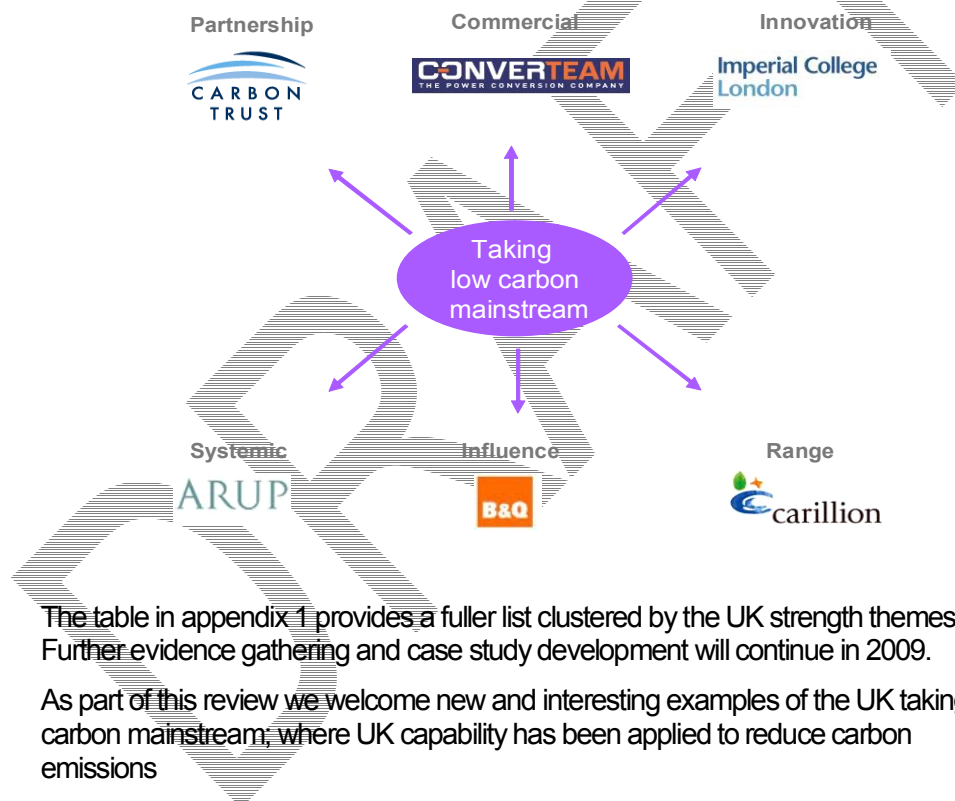 Partnership Commercial Innovation
CARBON TRUST CONVERTEAM Imperial College London
THE POWER CONVERSION COMPANY
Taking
low carbon
mainstream
Systemic Influence Range
ARUP B&Q carillion
The table in appendix 1 provides a fuller list clustered by the UK strength themes
Further evidence gathering and case study development will continue in 2009.
As part of this review we welcome new and interesting examples of the UK taking
carbon mainstream; where UK capability has been applied to reduce carbon
emissions